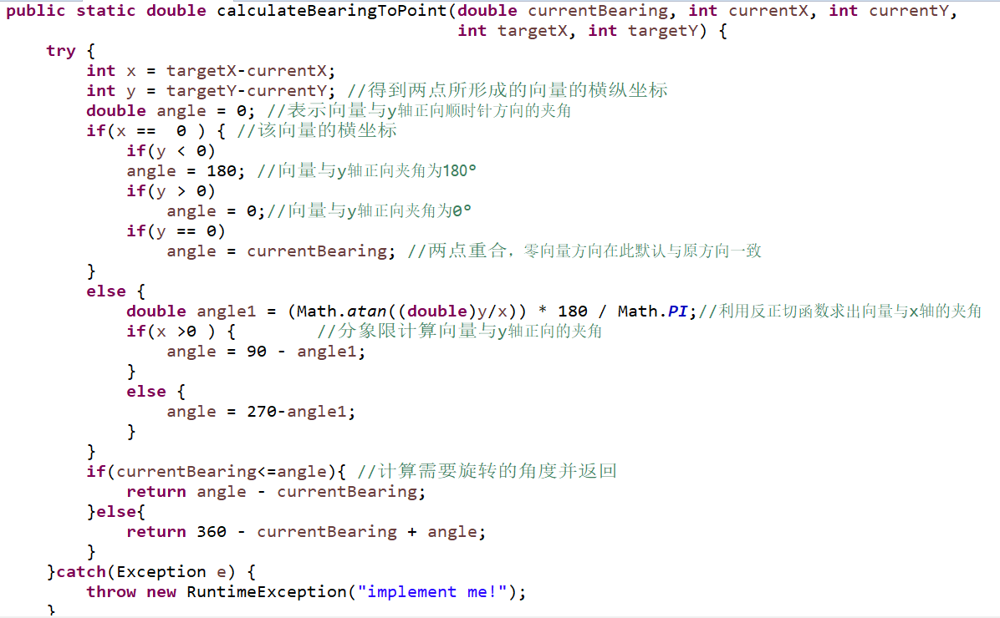 public static double calculateBearingToPoint(double currentBearing, int currentX, int currentY,
int targetX, int targetY) {
try {
int x = targetX-currentX;
int y = targetY-currentY; //得到两点所形成的向量的横纵坐标
double angle = 0; //表示向量与y轴正向顺时针方向的夹角
if(x ==  0 ) { //该向量的横坐标
if(y < 0)
angle = 180; //向量与y轴正向夹角为180°
if(y > 0)
angle = 0;//向量与y轴正向夹角为0°
if(y == 0)
angle = currentBearing; //两点重合，零向量方向在此默认与原方向一致
}
else {
double angle1 = (Math.atan((double)y/x)) * 180 / Math.PI;//利用反正切函数求出向量与x轴的夹角
if(x >0 ) {        //分象限计算向量与y轴正向的夹角
angle = 90 - angle1;
}
else {
angle = 270-angle1;
}
}
if(currentBearing<=angle){ //计算需要旋转的角度并返回
return angle - currentBearing;
}else{
return 360 - currentBearing + angle;
}
}catch(Exception e) {
throw new RuntimeException("implement me!");
}